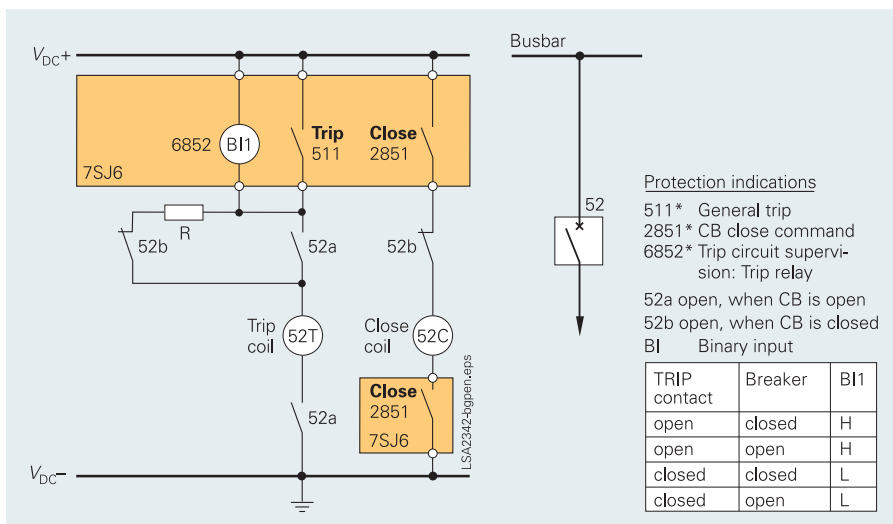 Busbar
VDC+
6852
BI1
Trip
511
Close
2851
7SJ6
R
52b
52a
52b
Trip
coil
52T
Close
coil
52C
52a
Close
2851
7SJ6
LSA2342-bgpen.eps
VDC–
52
Protection indications
511* General trip
2851* CB close command
6852* Trip circuit supervi-
sion: Trip relay
52a open, when CB is open
52b open, when CB is closed
BI Binary input
TRIP contact Breaker BI1
open closed H
open open H
closed closed L
closed open L